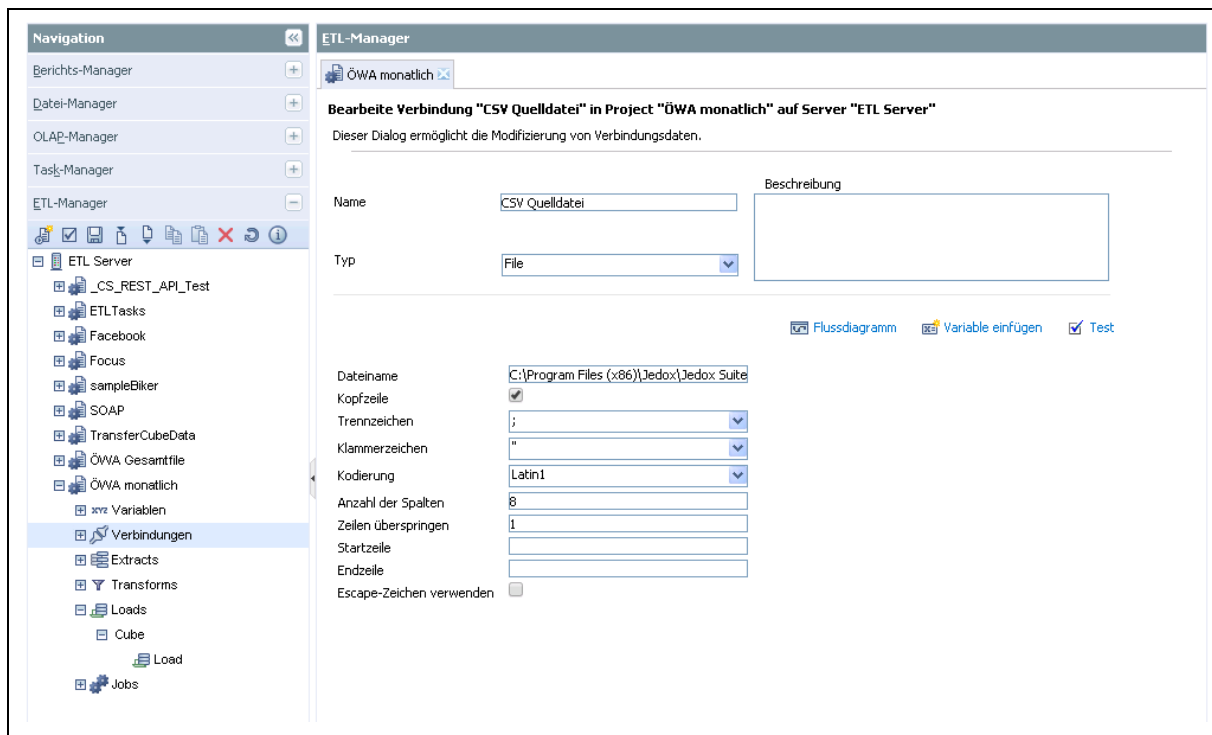 Navigation
Berichts-Manager
Datei-Manager
OLAP-Manager
Task-Manager
ETL-Manager
ETL Server
_CS_REST_API_Test
ETLTasks
Facebook
Focus
sampleBiker
SOAP
TransferCubeData
ÖWA Gesamtfile
ÖWA monatlich
XYZ Variablen
Verbindungen
Extracts
Transforms
Loads
Cube
Load
Jobs
ETL-Manager
ÖWA monatlich
Bearbeite Verbindung "CSV Quelldatei" in Project "ÖWA monatlich" auf Server "ETL Server"
Dieser Dialog ermöglicht die Modifizierung von Verbindungsdaten.
Name CSV Quelldatei
Beschreibung
Typ File
Flussdiagramm Variable einfügen Test
Dateiname C:\Program Files (x86)\Jedox\Jedox Suite
Kopfzeile
Trennzeichen ;
Klammerzeichen "
Kodierung Latin1
Anzahl der Spalten 8
Zeilen überspringen 1
Startzeile
Endzeile
Escape-Zeichen verwenden